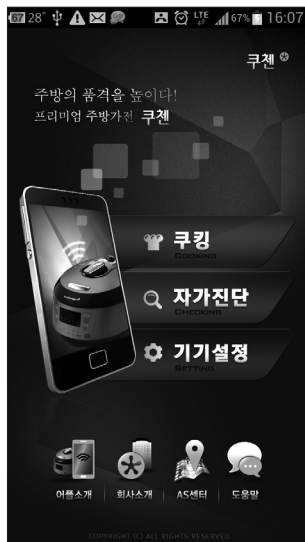 67 28° LTE 67% 16:07
쿠첸
주방의 품격을 높이다!
프리미엄 주방가전 쿠첸
쿠킹
COOKING
자가진단
CHECKING
기기설정
SETTING
어플소개 회사소개 AS센터 도움말
COPYRIGHT (C) ALL RIGHTS RESERVED.